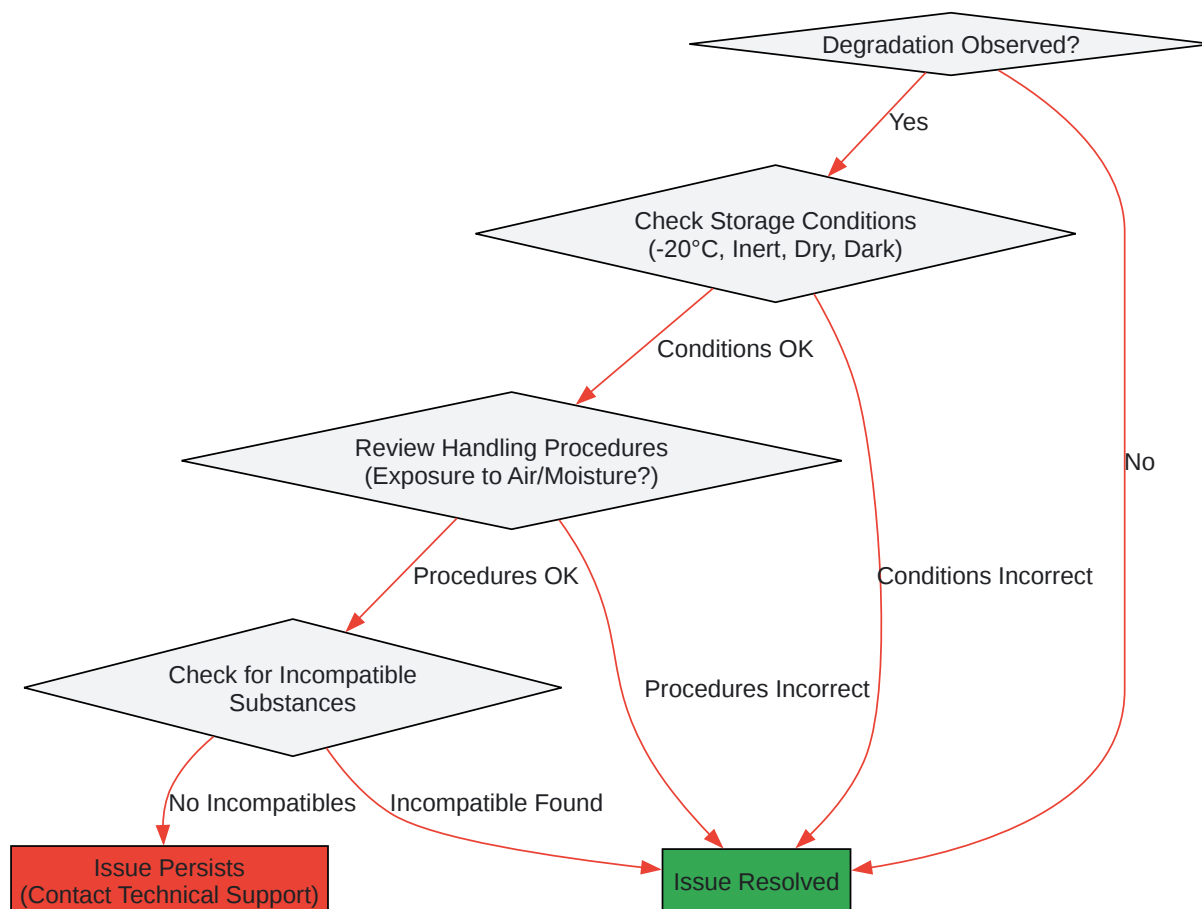 Degradation Observed?
Yes
Check Storage Conditions
(-20°C, Inert, Dry, Dark)
Conditions OK
Review Handling Procedures
(Exposure to Air/Moisture?)
No
Procedures OK
Conditions Incorrect
Check for Incompatible
Substances
Procedures Incorrect
No Incompatibles
Incompatible Found
Issue Persists
(Contact Technical Support)
Issue Resolved